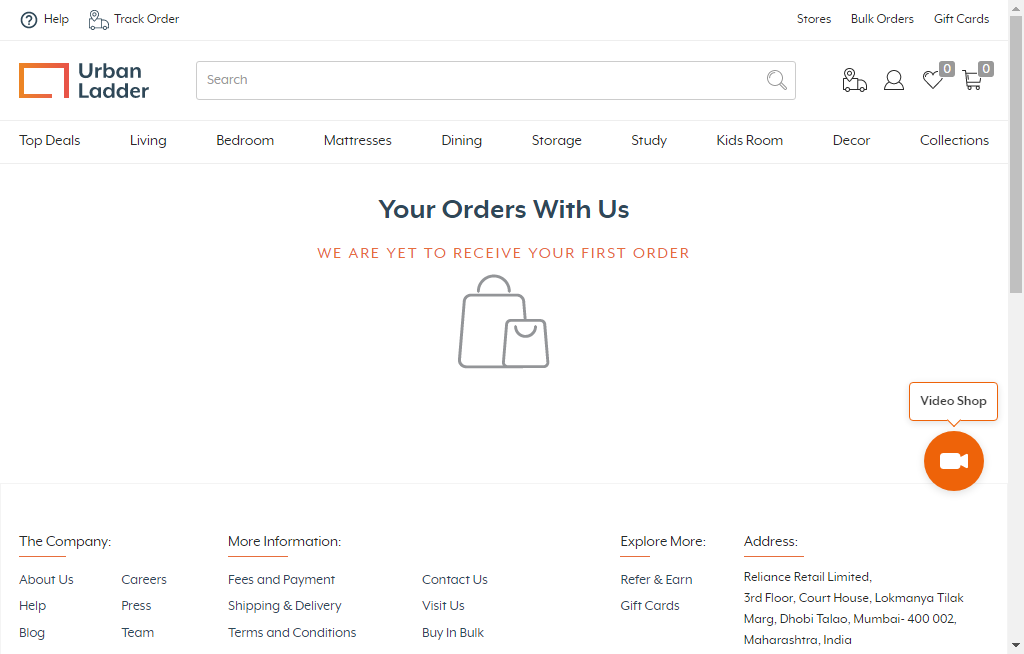 Help Track Order Stores Bulk Orders Gift Cards
Urban
Ladder
Search
0 0
Top Deals Living Bedroom Mattresses Dining Storage Study Kids Room Decor Collections
Your Orders With Us
WE ARE YET TO RECEIVE YOUR FIRST ORDER
Video Shop
The Company: More Information: Explore More: Address:
About Us Careers Fees and Payment Contact Us Refer & Earn Reliance Retail Limited,
3rd Floor, Court House, Lokmanya Tilak
Help Press Shipping & Delivery Visit Us Gift Cards
Marg, Dhobi Talao, Mumbai- 400 002,
Blog Team Terms and Conditions Buy In Bulk
Maharashtra, India